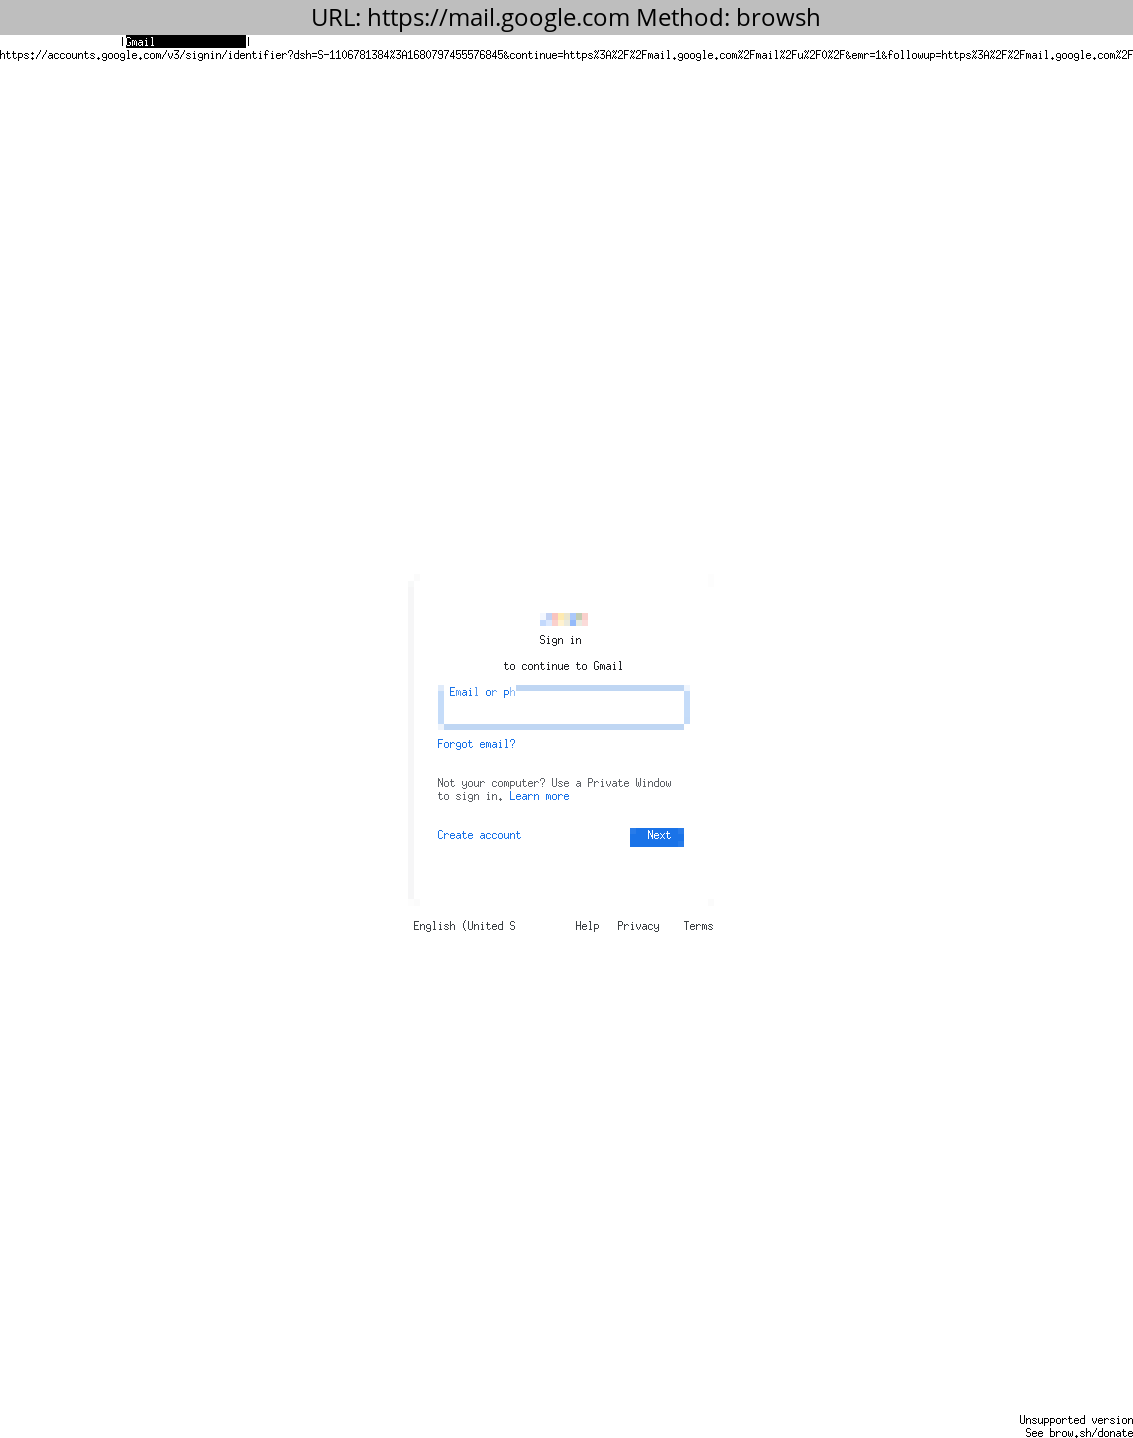 URL: https://mail.google.com Method: browsh
|Gmail|
https://accounts.google.com/v3/signin/identifier?dsh=S-1106781384%3A1680797455576845&continue=https%3A%2F%2Fmail.google.com%2Fmail%2Fu%2F0%2F&emr=1&followup=https%3A%2F%2Fmail.google.com%2F
Sign in
to continue to Gmail
Email or ph
Forgot email?
Not your computer? Use a Private Window
to sign in. Learn more
Create account Next
English (United S Help Privacy Terms
Unsupported version
See brow.sh/donate